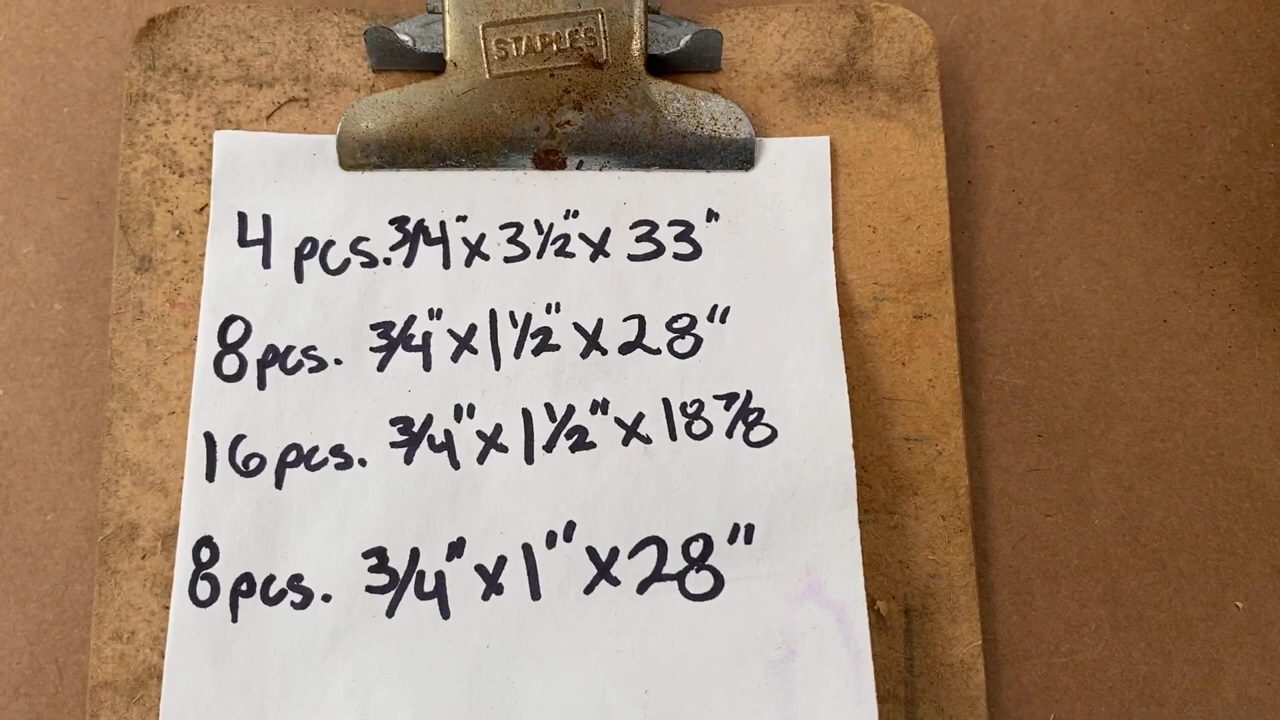 STAPLES
4 pcs. 3/4" x 3 1/2" x 33"
8 pcs. 3/4" x 1 1/2" x 28"
16 pcs. 3/4" x 1 1/2" x 18 7/8
8 pcs. 3/4" x 1" x 28"